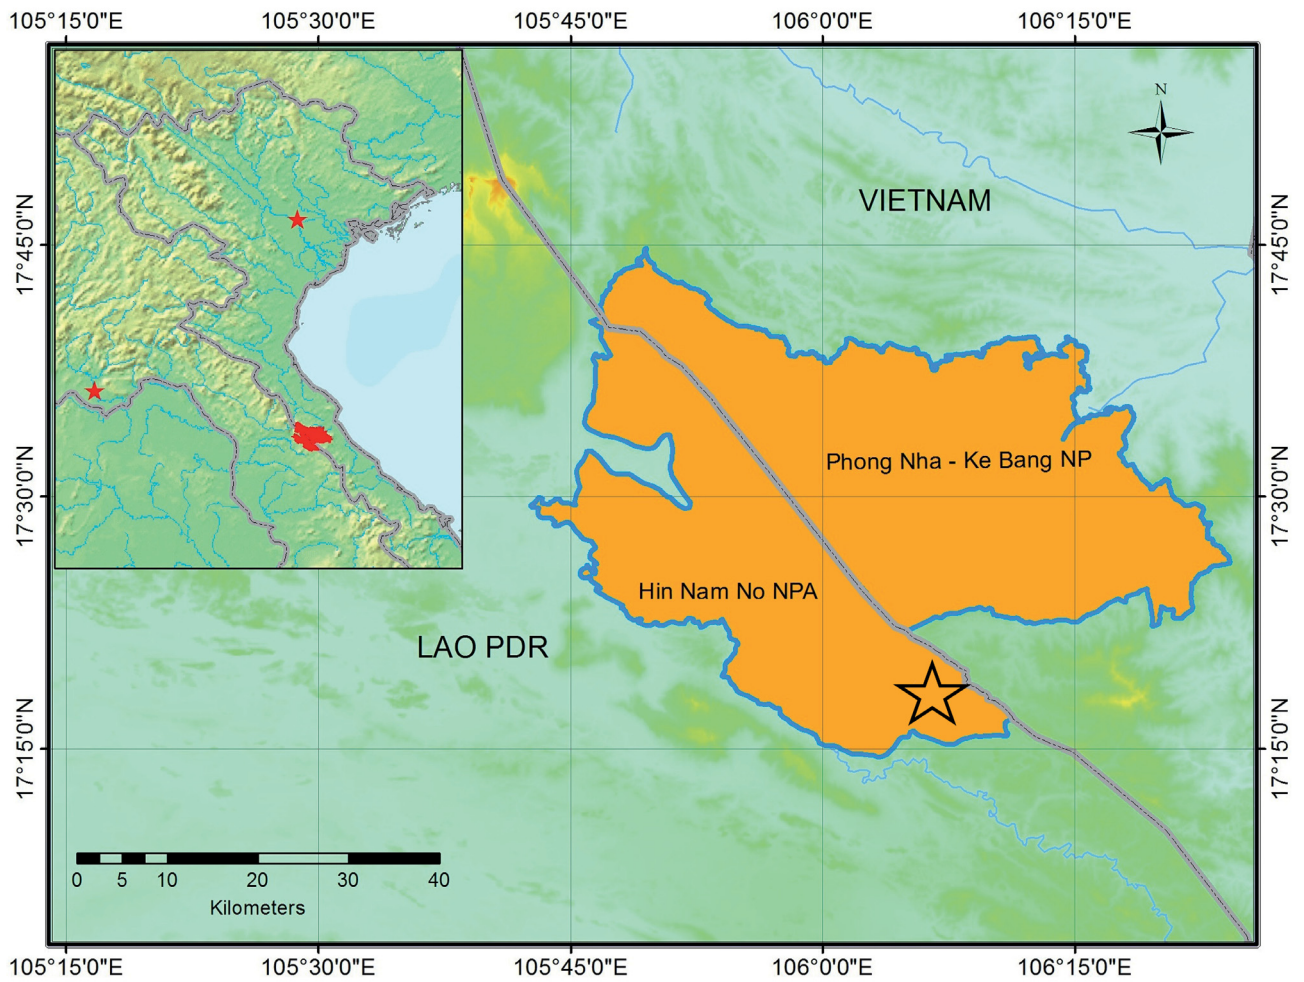 105°15'0"E 105°30'0"E 105°45'0"E 106°0'0"E 106°15'0"E
N
VIETNAM
17°45'0"N 17°45'0"N
Phong Nha - Ke Bang NP
17°30'0"N 17°30'0"N
Hin Nam No NPA
LAO PDR
17°15'0"N 17°15'0"N
0 5 10 20 30 40
Kilometers
105°15'0"E 105°30'0"E 105°45'0"E 106°0'0"E 106°15'0"E